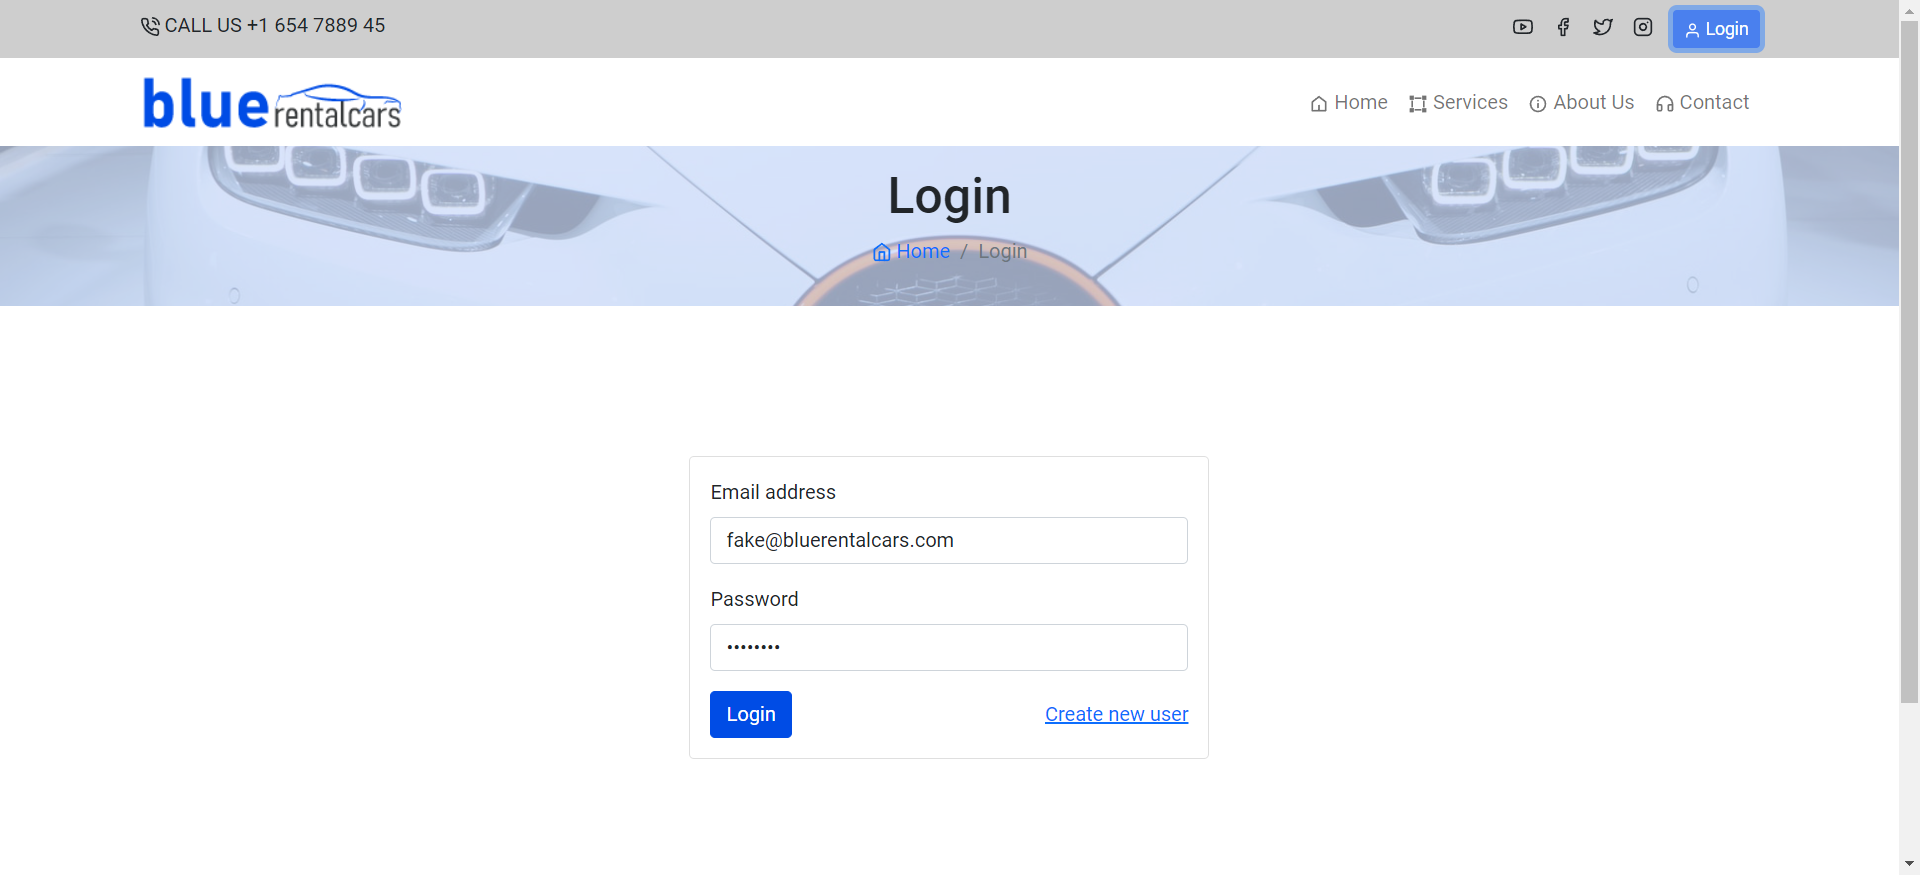 CALL US +1 654 7889 45
Login
blue rentalcars
Home Services About Us Contact
Login
Home / Login
Email address
fake@bluerentalcars.com
Password
••••••••
Login Create new user